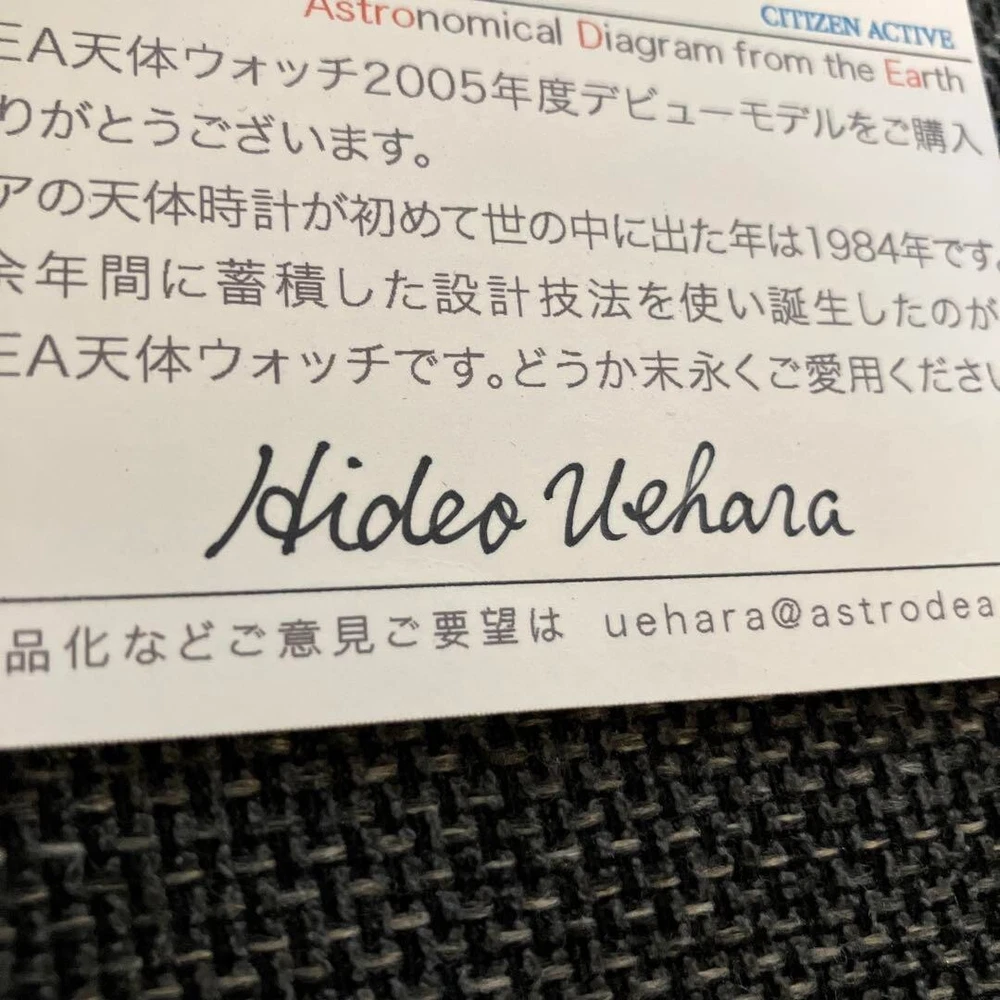 CITIZEN ACTIVE
Astronomical Diagram from the Earth
EA天体ウォッチ2005年度デビューモデルをご購入
りがとうございます。
アの天体時計が初めて世の中に出た年は1984年です。
余年間に蓄積した設計技法を使い誕生したのが
EA天体ウォッチです。どうか末永くご愛用ください
Hideo Uehara
品化などご意見ご要望は uehara@astrodea